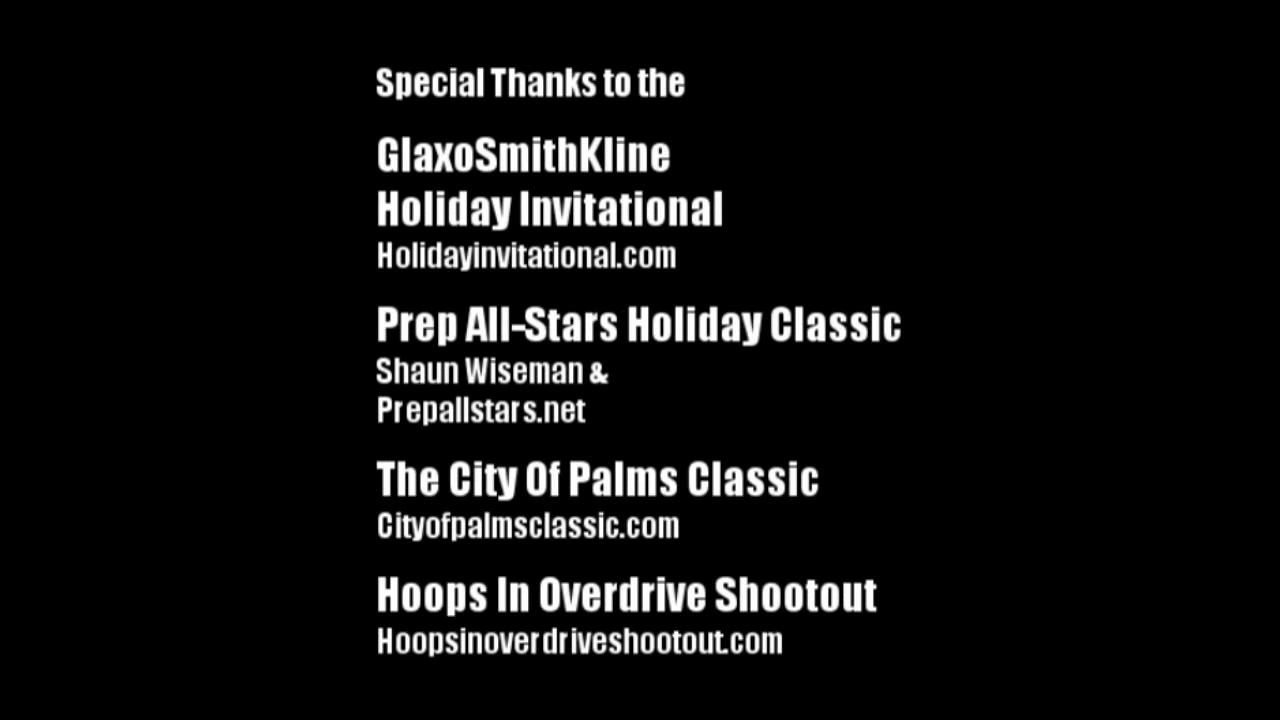 Special Thanks to the
GlaxoSmithKline
Holiday Invitational
Holidayinvitational.com
Prep All-Stars Holiday Classic
Shaun Wiseman &
Prepallstars.net
The City Of Palms Classic
Cityofpalmsclassic.com
Hoops In Overdrive Shootout
Hoopsinoverdriveshootout.com